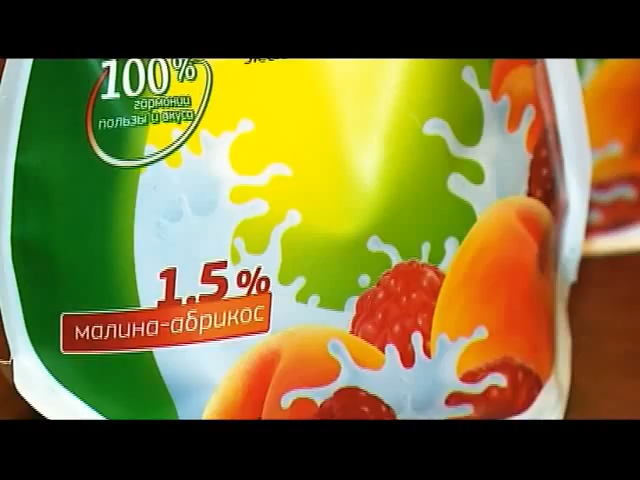 100%
гармонии
пользы и вкуса
1,5%
малина-абрикос